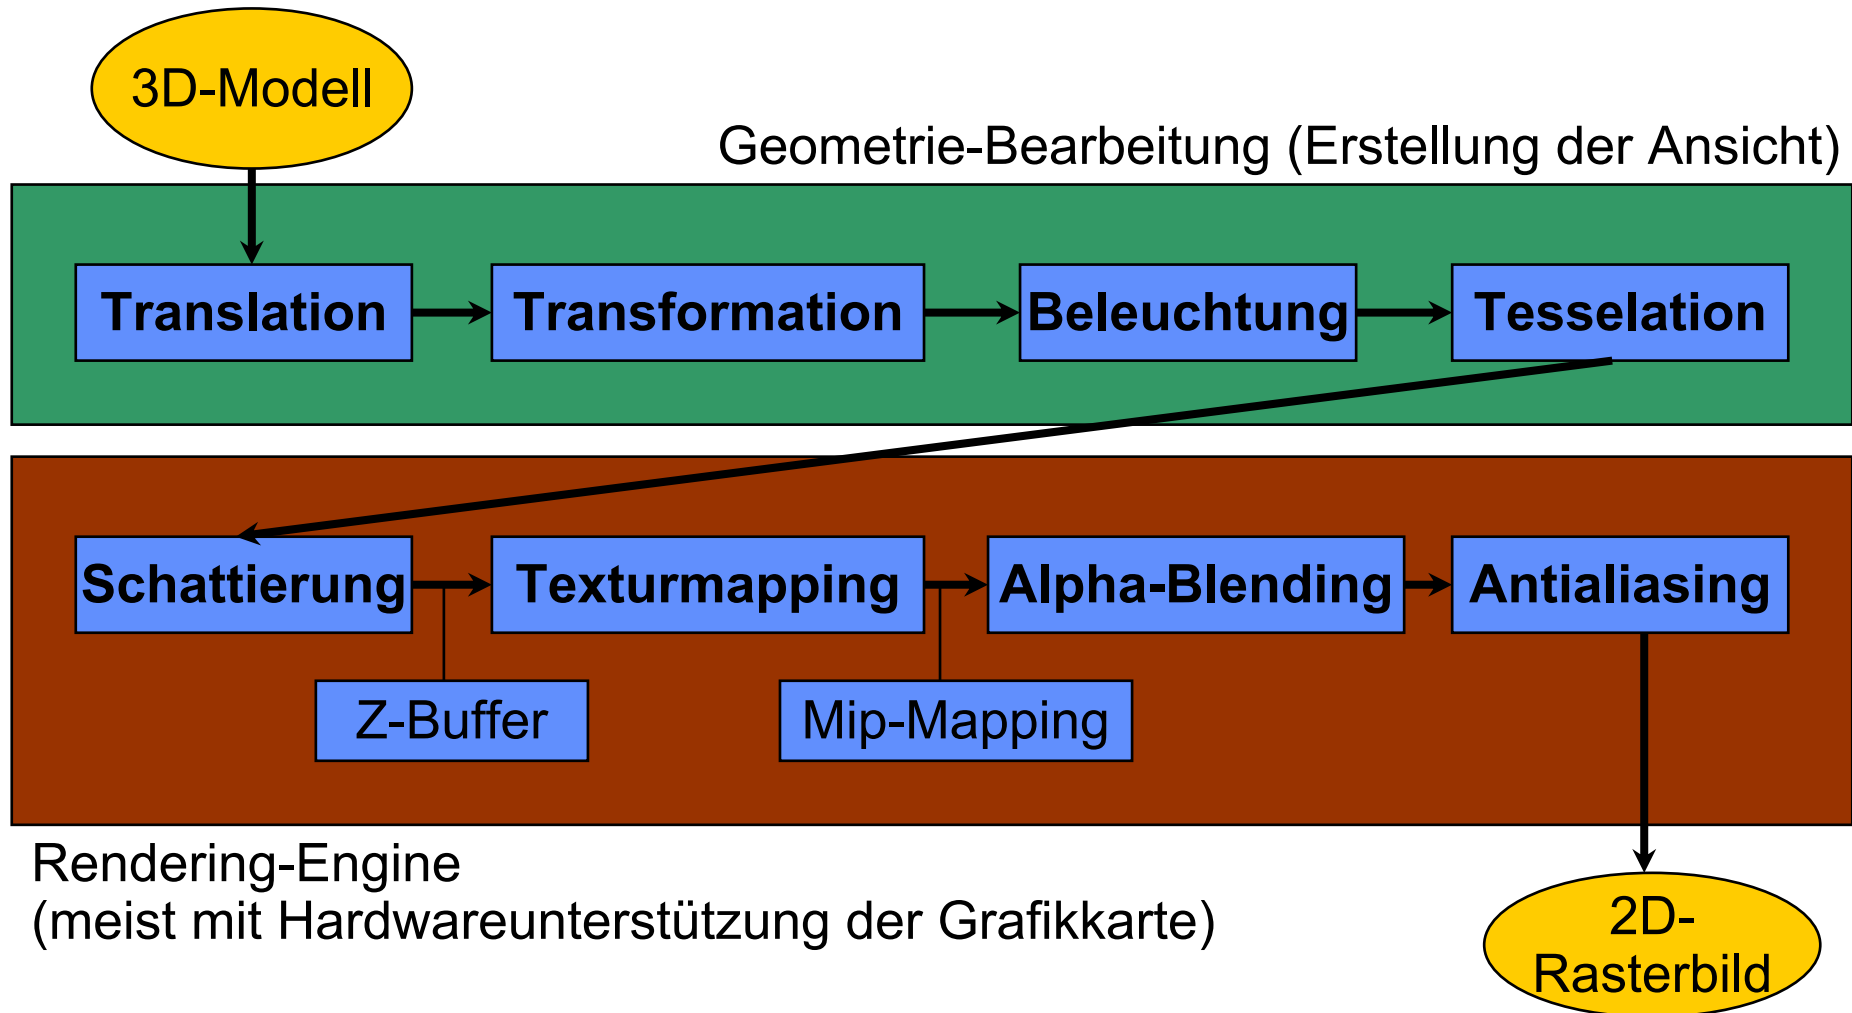 3D-Modell
Geometrie-Bearbeitung (Erstellung der Ansicht)
Translation
Transformation
Beleuchtung
Tesselation
Schattierung
Texturmapping
Alpha-Blending
Antialiasing
Z-Buffer
Mip-Mapping
Rendering-Engine
(meist mit Hardwareunterstützung der Grafikkarte)
2D-
Rasterbild